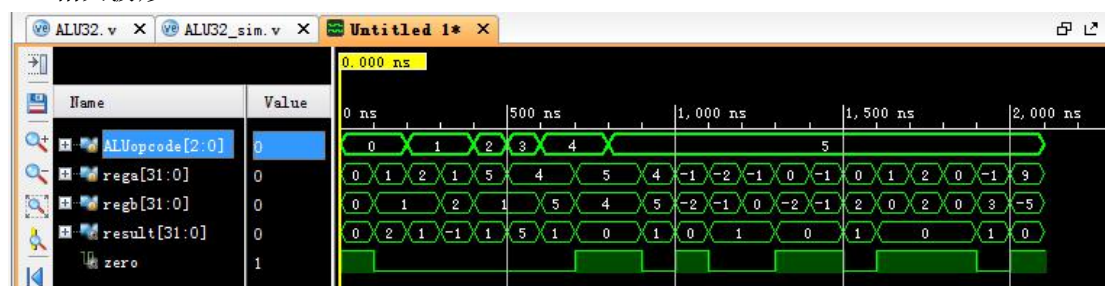 ALU32.v × ALU32_sim.v × Untitled 1* ×
0.000 ns
Name Value
0 ns 500 ns 1,000 ns 1,500 ns 2,000 ns
ALUopcode[2:0] 0 0 1 2 3 4 5
rega[31:0] 0 0 1 2 1 5 4 5 4 -1 -2 -1 0 -1 0 1 2 0 -1 9
regb[31:0] 0 0 1 2 1 5 4 5 -2 -1 0 -2 -1 2 0 2 0 3 -5
result[31:0] 0 0 2 1 -1 1 5 1 0 1 0 1 0 1 0 1 0
zero 1